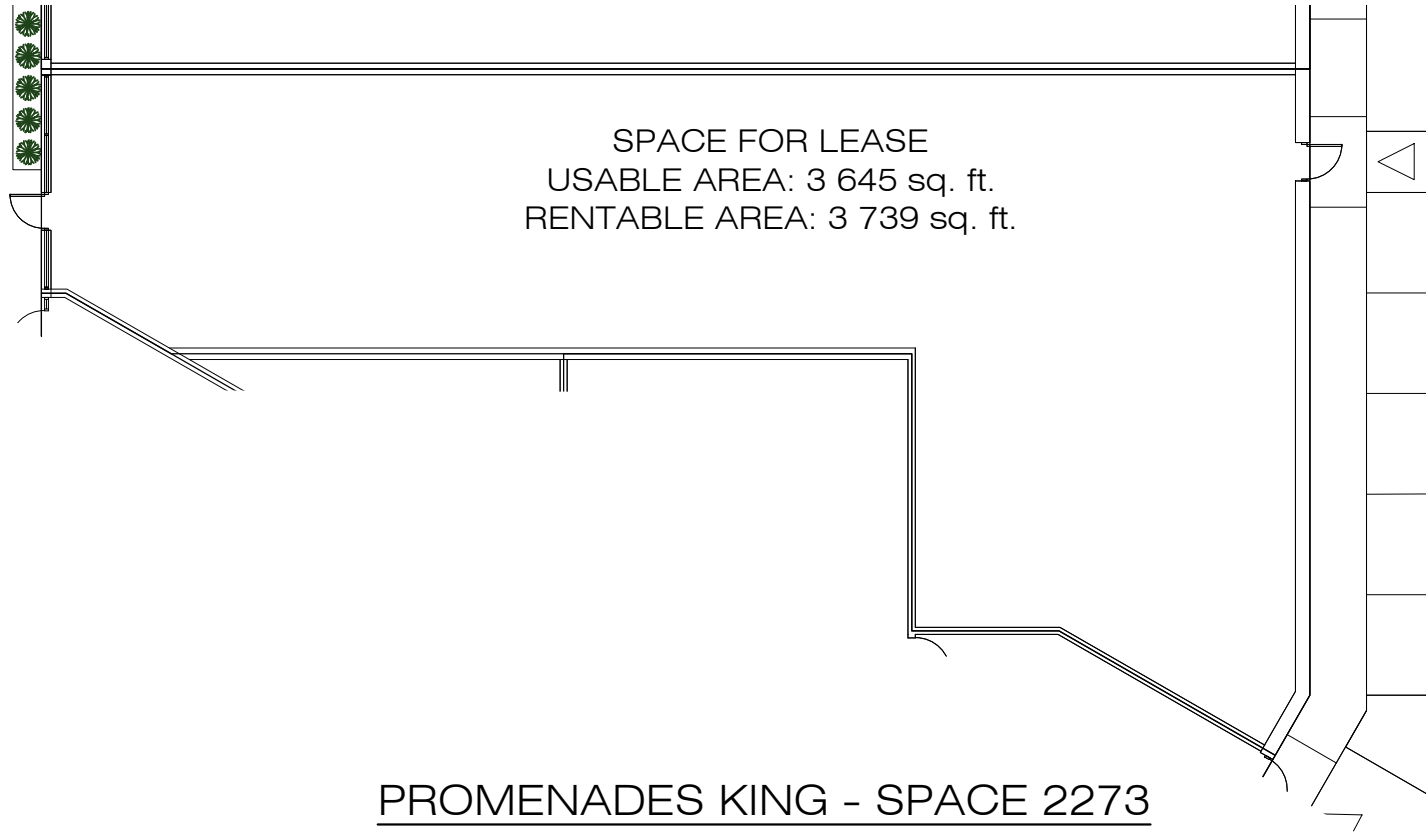 SPACE FOR LEASE
USABLE AREA: 3 645 sq. ft.
RENTABLE AREA: 3 739 sq. ft.
PROMENADES KING - SPACE 2273